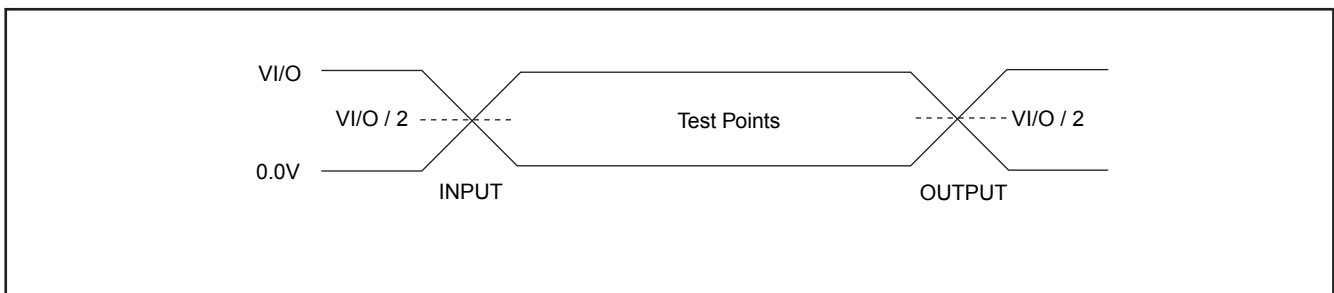 VI/O
VI/O / 2
Test Points
VI/O / 2
0.0V
INPUT
OUTPUT